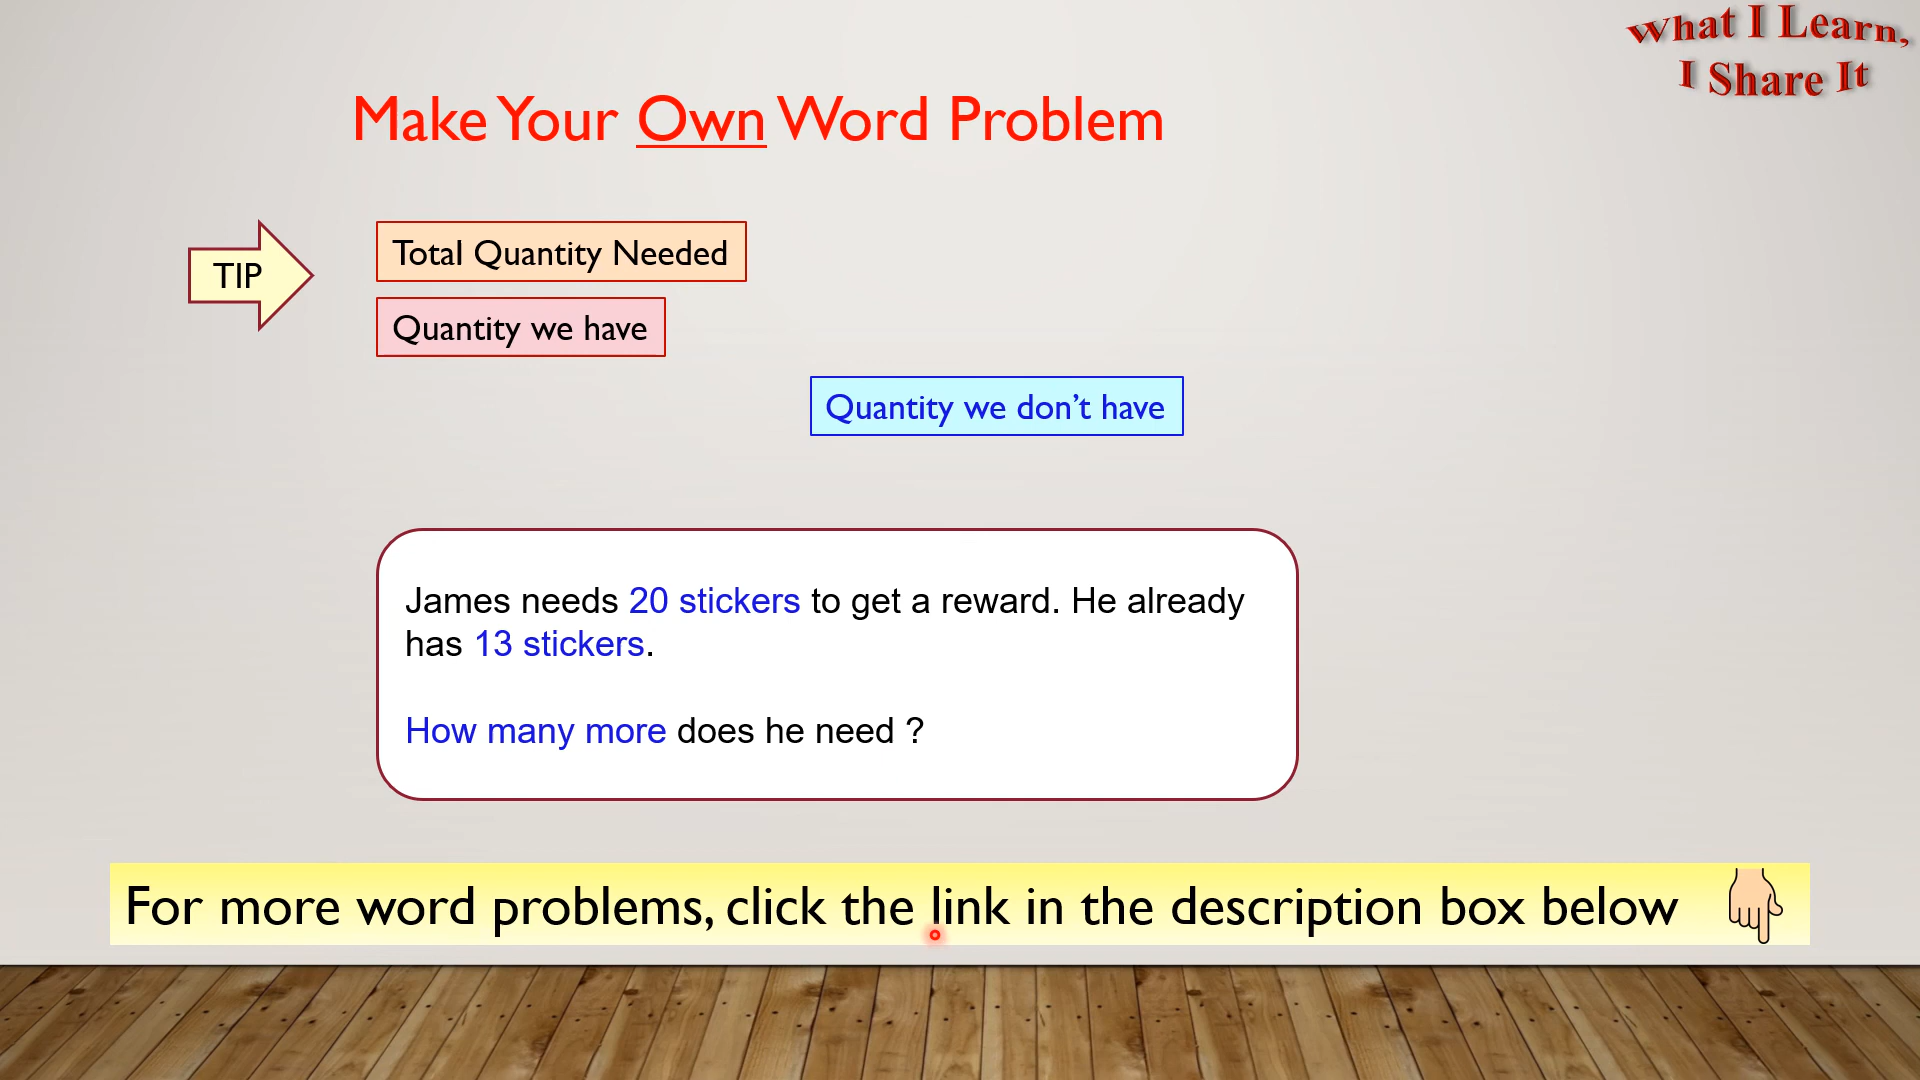 What I Learn,
I Share It
Make Your Own Word Problem
TIP
Total Quantity Needed
Quantity we have
Quantity we don’t have
James needs 20 stickers to get a reward. He already
has 13 stickers.
How many more does he need ?
For more word problems, click the link in the description box below